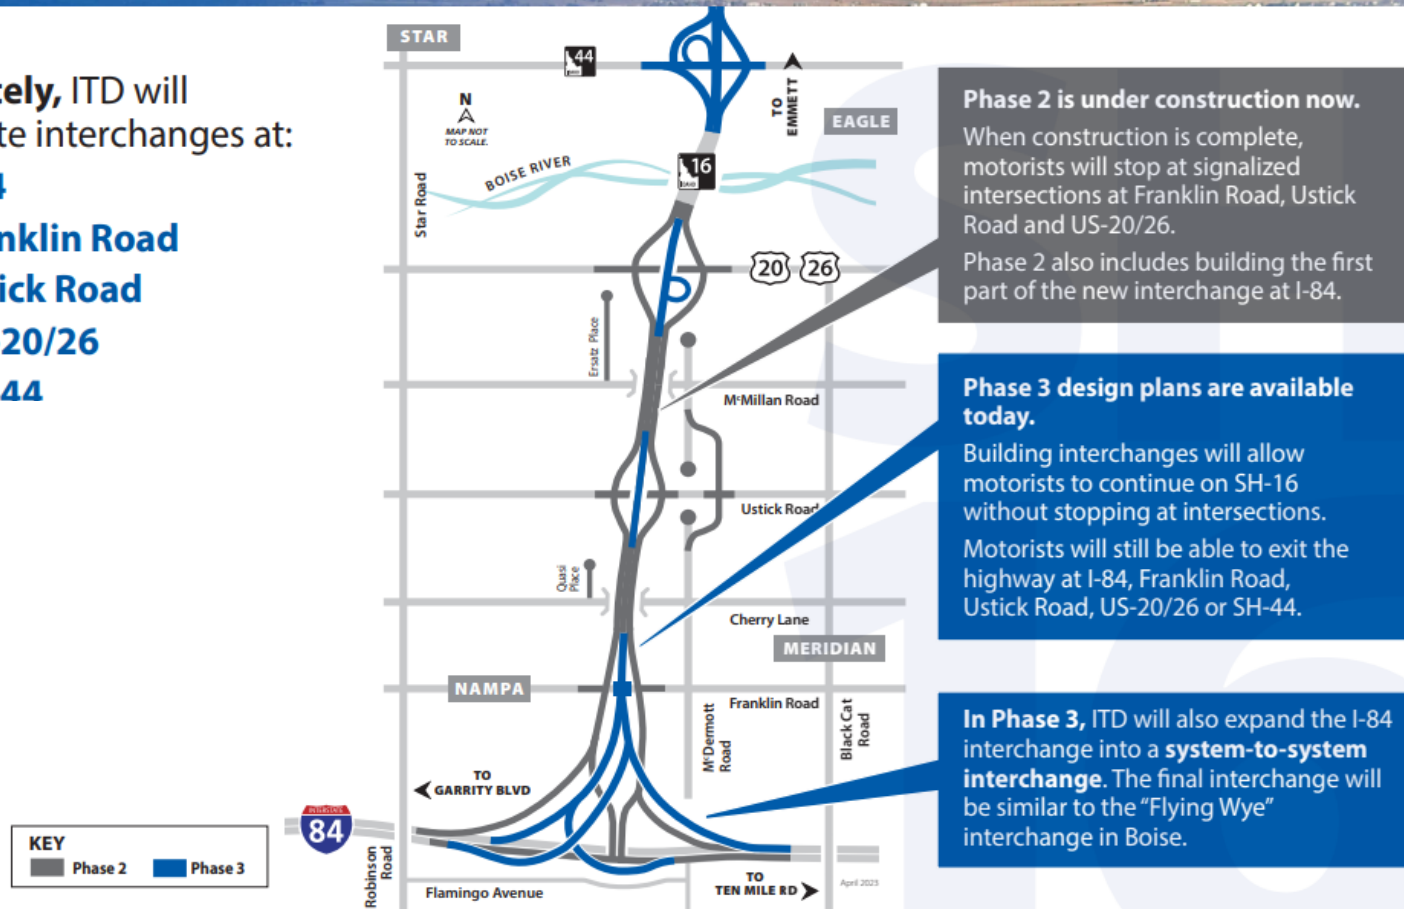 tely, ITD will
te interchanges at:
4
nklin Road
ick Road
20/26
44
STAR
44
TO EMMETT
N
MAP NOT
TO SCALE.
EAGLE
BOISE RIVER
16
IDAHO
Star Road
20 26
Ersatz Place
McMillan Road
Ustick Road
Quasi
Place
Cherry Lane
MERIDIAN
NAMPA
Franklin Road
McDermott
Road
Black Cat
Road
TO
GARRITY BLVD
INTERSTATE
84
Robinson
Road
Flamingo Avenue
TO
TEN MILE RD
April 2025
KEY
Phase 2 Phase 3
Phase 2 is under construction now.
When construction is complete,
motorists will stop at signalized
intersections at Franklin Road, Ustick
Road and US-20/26.
Phase 2 also includes building the first
part of the new interchange at I-84.
Phase 3 design plans are available
today.
Building interchanges will allow
motorists to continue on SH-16
without stopping at intersections.
Motorists will still be able to exit the
highway at I-84, Franklin Road,
Ustick Road, US-20/26 or SH-44.
In Phase 3, ITD will also expand the I-84
interchange into a system-to-system
interchange. The final interchange will
be similar to the “Flying Wye”
interchange in Boise.